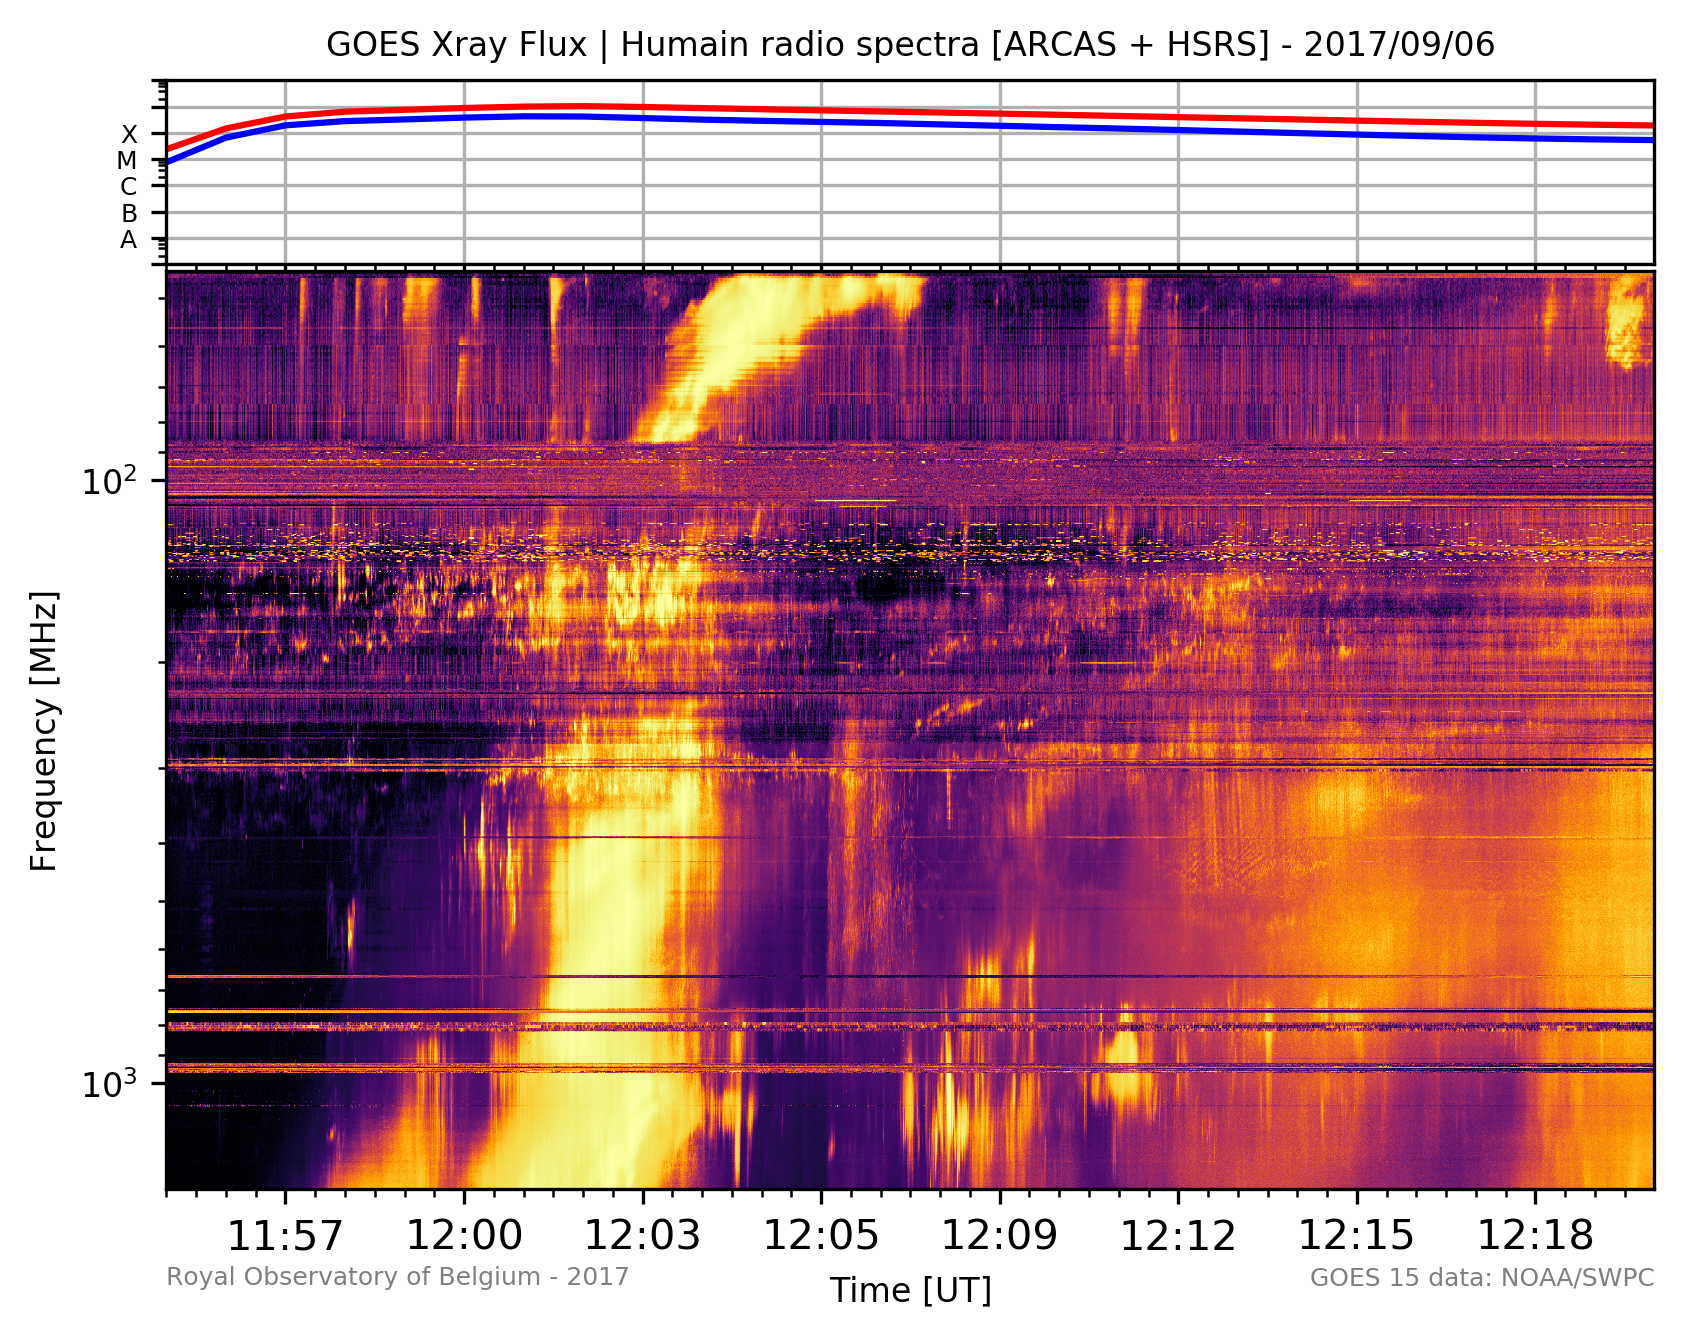 GOES Xray Flux | Humain radio spectra [ARCAS + HSRS] - 2017/09/06
X
M
C
B
A
10²
10³
Frequency [MHz]
11:57 12:00 12:03 12:05 12:09 12:12 12:15 12:18
Royal Observatory of Belgium - 2017
Time [UT]
GOES 15 data: NOAA/SWPC